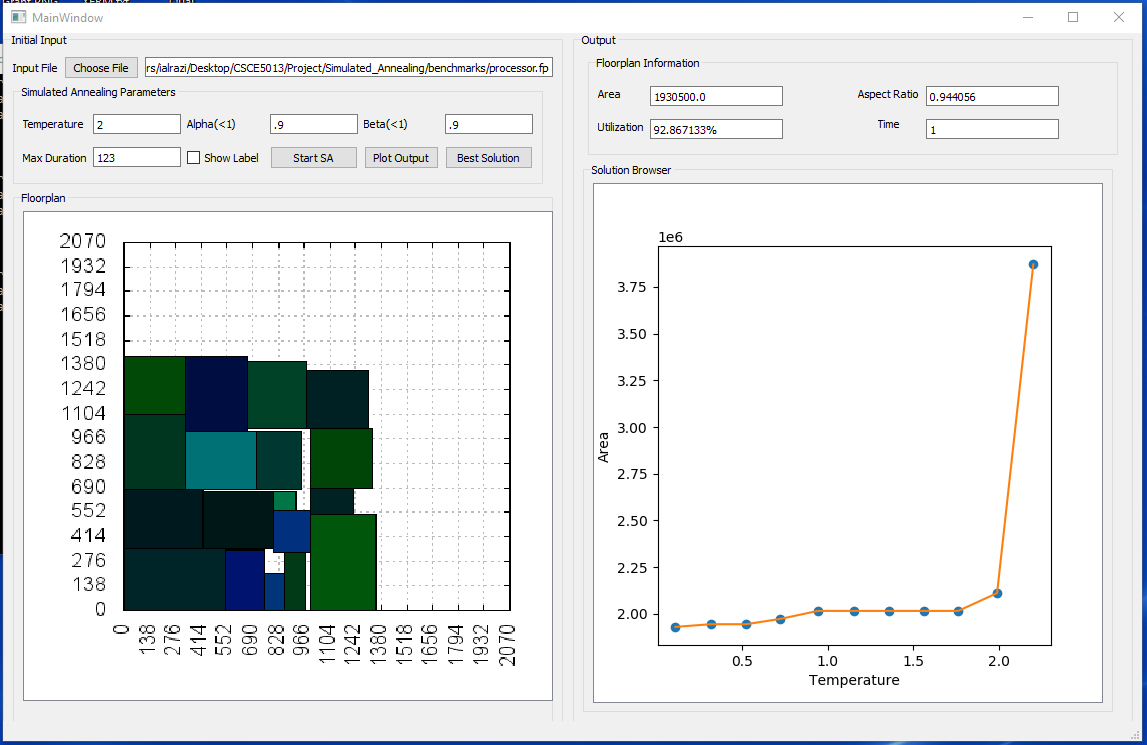 MainWindow
Initial Input
Input File Choose File rs/ialrazi/Desktop/CSCE5013/Project/Simulated_Annealing/benchmarks/processor.fp
Simulated Annealing Parameters
Temperature 2 Alpha(<1) .9 Beta(<1) .9
Max Duration 123 Show Label Start SA Plot Output Best Solution
Floorplan
2070
1932
1794
1656
1518
1380
1242
1104
966
828
690
552
414
276
138
0
0 138 276 414 552 690 828 966 1104 1242 1380 1518 1656 1794 1932 2070
Output
Floorplan Information
Area 1930500.0 Aspect Ratio 0.944056
Utilization 92.867133% Time 1
Solution Browser
1e6
3.75
3.50
3.25
3.00
2.75
2.50
2.25
2.00
Area
0.5 1.0 1.5 2.0
Temperature